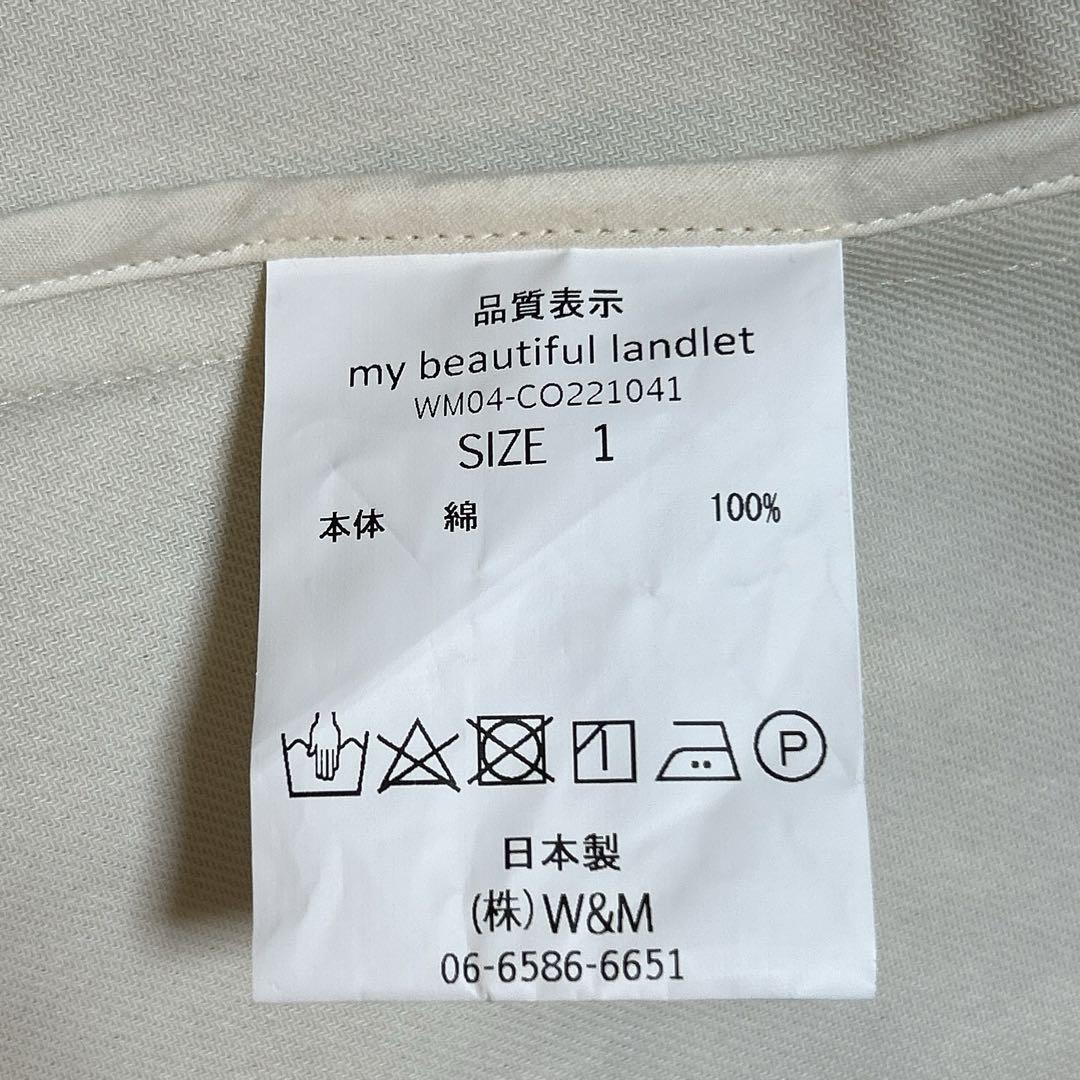 品質表示
my beautiful landlet
WM04-CO221041
SIZE 1
本体 綿 100%
P
日本製
(株)W&M
06-6586-6651